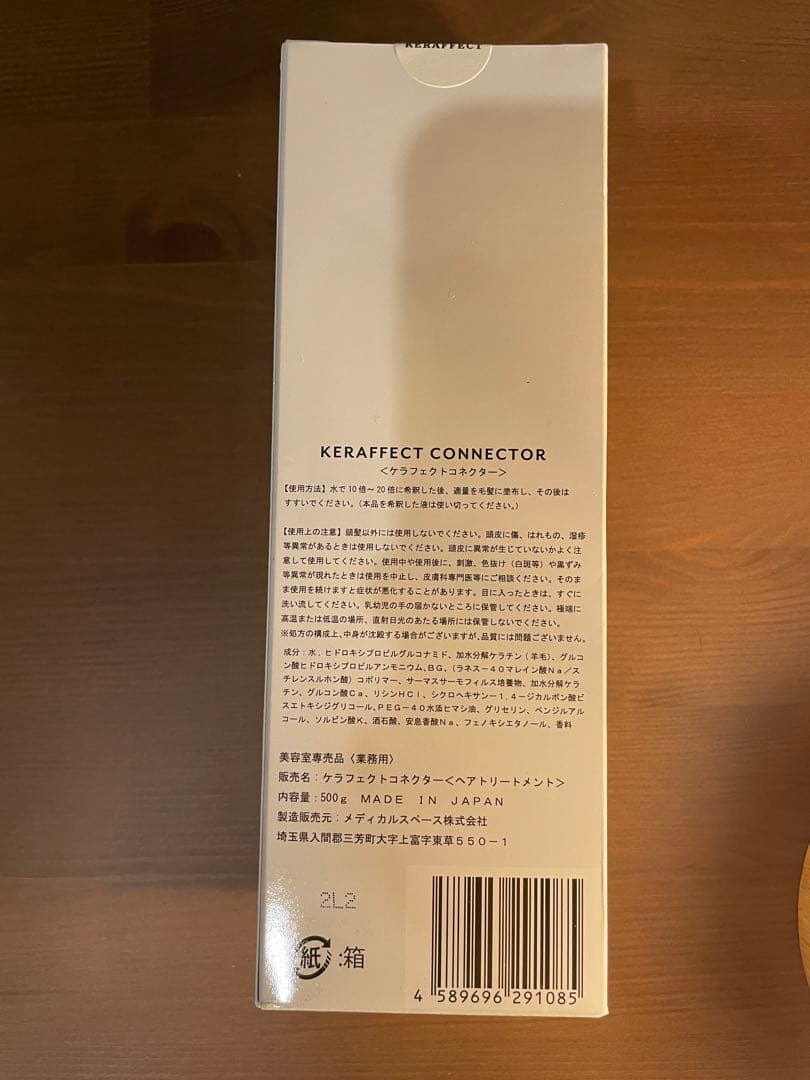 KERAFFECT
KERAFFECT CONNECTOR
<ケラフェクトコネクター>
【使用方法】水で10倍〜20倍に希釈した後、適量を毛髪に塗布し、その後は
すすいでください。（本品を希釈した液は使い切ってください。）
【使用上の注意】頭髪以外には使用しないでください。頭皮に傷、はれもの、湿疹
等異常があるときは使用しないでください。頭皮に異常が生じていないかよく注
意して使用してください。使用中や使用後に、刺激、色抜け（白斑等）や黒ずみ
等異常が現れたときは使用を中止し、皮膚科専門医等にご相談ください。そのまま
ま使用を続けますと症状が悪化することがあります。目に入ったときは、すぐに
洗い流してください。乳幼児の手の届かないところに保管してください。極端に
高温または低温の場所、直射日光のあたる場所には保管しないでください。
※処方の構成上、中身が沈殿する場合がございますが、品質には問題ございません。
成分：水、ヒドロキシプロピルグルコナミド、加水分解ケラチン（羊毛）、グルコ
ン酸ヒドロキシプロピルアンモニウム、BG、（ラネス−40マレイン酸Na／ス
チレンスルホン酸）コポリマー、サーマスサーモフィルス培養物、加水分解ケラ
チン、グルコン酸Ca、リシンHCl、シクロヘキサン−1，4−ジカルボン酸ビ
スエトキシジグリコール、PEG−40水添ヒマシ油、グリセリン、ベンジルアル
コール、ソルビン酸K、酒石酸、安息香酸Na、フェノキシエタノール、香料
美容室専売品〈業務用〉
販売名：ケラフェクトコネクター<ヘアトリートメント>
内容量：500g MADE IN JAPAN
製造販売元：メディカルスペース株式会社
埼玉県入間郡三芳町大字上富字東草550−1
2L2
紙:箱
4 589696 291085